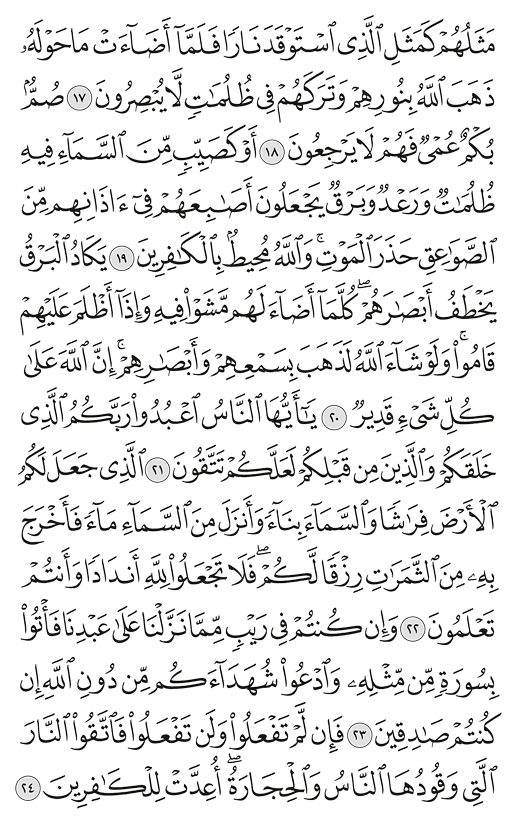 مَثَلُهُمْ كَمَثَلِ ٱلَّذِى ٱسْتَوْقَدَ نَارًا فَلَمَّآ أَضَآءَتْ مَا حَوْلَهُۥ
ذَهَبَ ٱللَّهُ بِنُورِهِمْ وَتَرَكَهُمْ فِى ظُلُمَٰتٍ لَّا يُبْصِرُونَ ١٧ صُمٌّۢ
بُكْمٌ عُمْىٌ فَهُمْ لَا يَرْجِعُونَ ١٨ أَوْ كَصَيِّبٍ مِّنَ ٱلسَّمَآءِ فِيهِ
ظُلُمَٰتٌ وَرَعْدٌ وَبَرْقٌ يَجْعَلُونَ أَصَٰبِعَهُمْ فِىٓ ءَاذَانِهِم مِّنَ
ٱلصَّوَٰعِقِ حَذَرَ ٱلْمَوْتِ ۚ وَٱللَّهُ مُحِيطٌۢ بِٱلْكَٰفِرِينَ ١٩ يَكَادُ ٱلْبَرْقُ
يَخْطَفُ أَبْصَٰرَهُمْ ۖ كُلَّمَآ أَضَآءَ لَهُم مَّشَوْا۟ فِيهِ وَإِذَآ أَظْلَمَ عَلَيْهِمْ
قَامُوا۟ ۚ وَلَوْ شَآءَ ٱللَّهُ لَذَهَبَ بِسَمْعِهِمْ وَأَبْصَٰرِهِمْ ۚ إِنَّ ٱللَّهَ عَلَىٰ
كُلِّ شَىْءٍ قَدِيرٌ ٢٠ يَٰٓأَيُّهَا ٱلنَّاسُ ٱعْبُدُوا۟ رَبَّكُمُ ٱلَّذِى
خَلَقَكُمْ وَٱلَّذِينَ مِن قَبْلِكُمْ لَعَلَّكُمْ تَتَّقُونَ ٢١ ٱلَّذِى جَعَلَ لَكُمُ
ٱلْأَرْضَ فِرَٰشًا وَٱلسَّمَآءَ بِنَآءً وَأَنزَلَ مِنَ ٱلسَّمَآءِ مَآءً فَأَخْرَجَ
بِهِۦ مِنَ ٱلثَّمَرَٰتِ رِزْقًا لَّكُمْ ۖ فَلَا تَجْعَلُوا۟ لِلَّهِ أَندَادًا وَأَنتُمْ
تَعْلَمُونَ ٢٢ وَإِن كُنتُمْ فِى رَيْبٍ مِّمَّا نَزَّلْنَا عَلَىٰ عَبْدِنَا فَأْتُوا۟
بِسُورَةٍ مِّن مِّثْلِهِۦ وَٱدْعُوا۟ شُهَدَآءَكُم مِّن دُونِ ٱللَّهِ إِن
كُنتُمْ صَٰدِقِينَ ٢٣ فَإِن لَّمْ تَفْعَلُوا۟ وَلَن تَفْعَلُوا۟ فَٱتَّقُوا۟ ٱلنَّارَ
ٱلَّتِى وَقُودُهَا ٱلنَّاسُ وَٱلْحِجَارَةُ ۖ أُعِدَّتْ لِلْكَٰفِرِينَ ٢٤